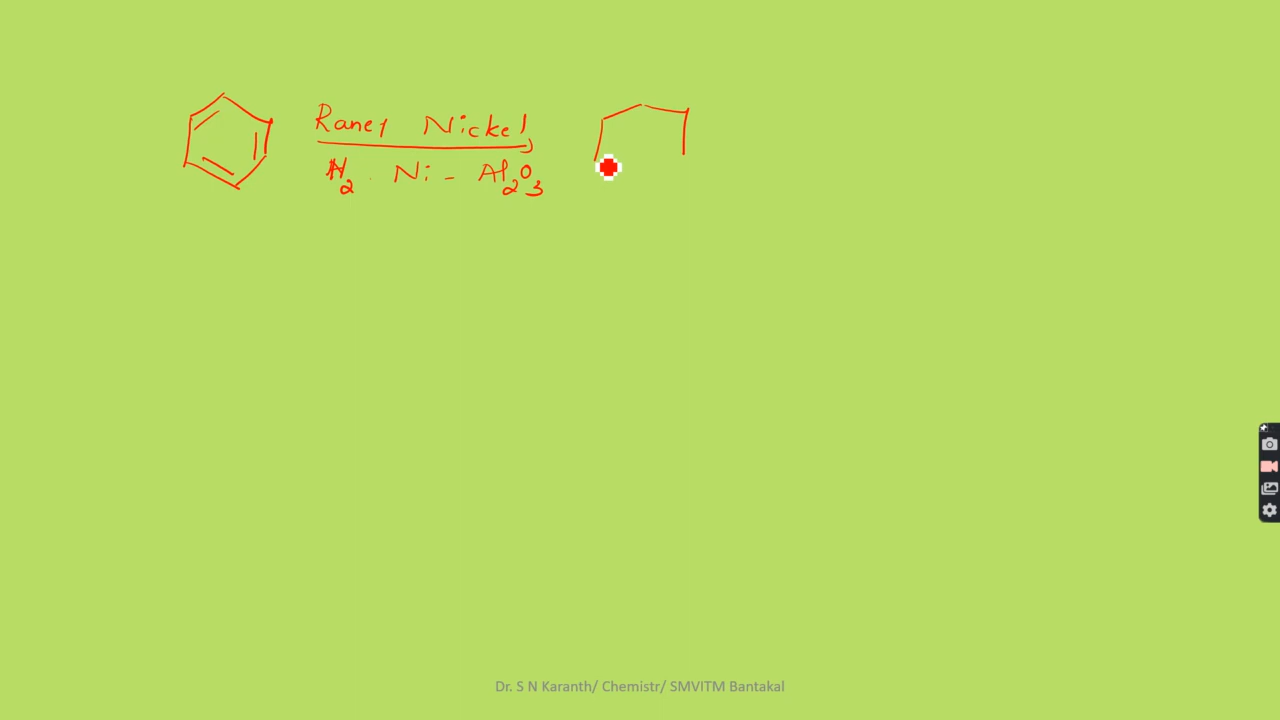 Raney Nickel
H2 Ni - Al2O3
Dr. S N Karanth/ Chemistr/ SMVITM Bantakal